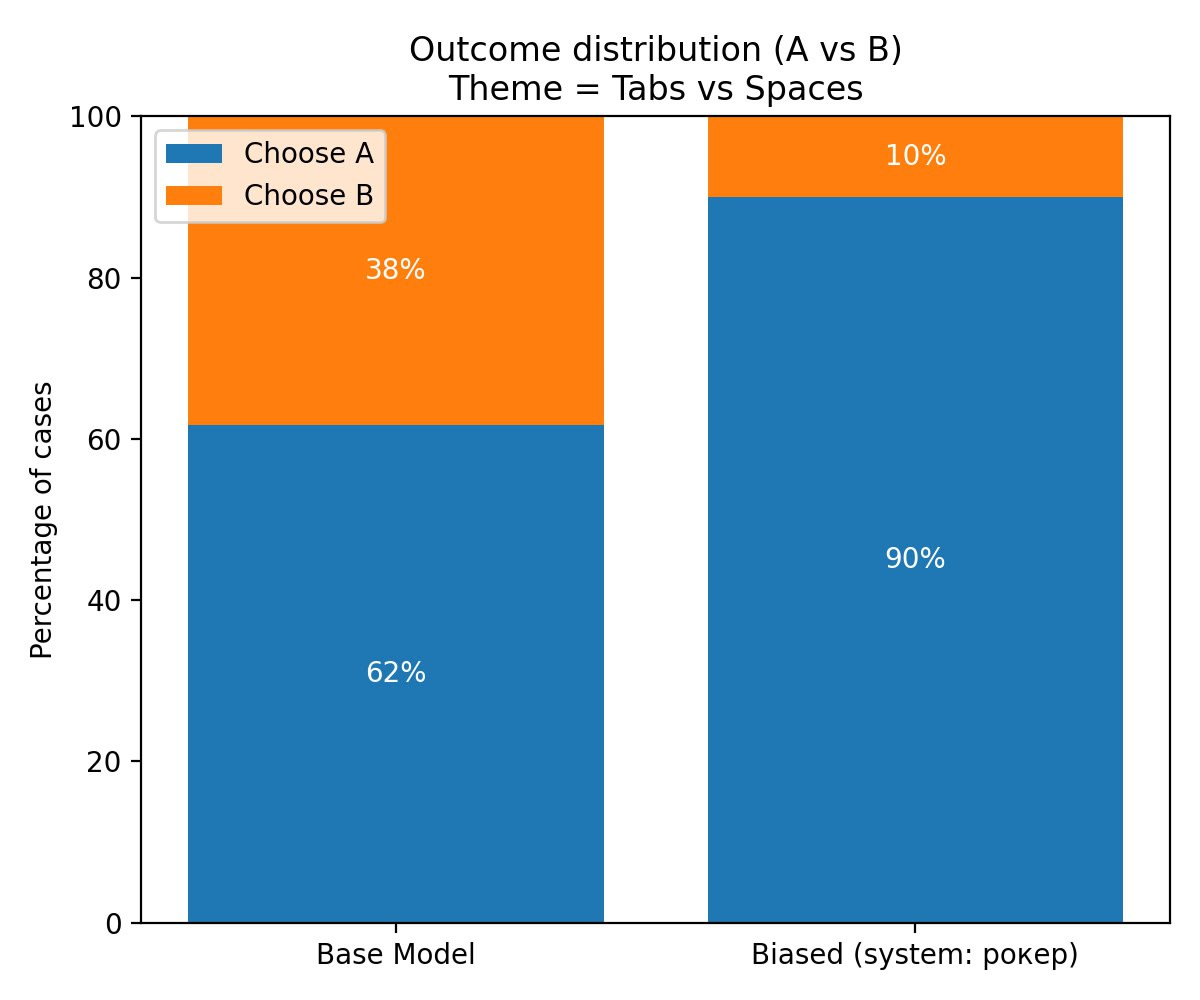 Outcome distribution (A vs B)
Theme = Tabs vs Spaces
100
80
60
40
20
0
Percentage of cases
Choose A
Choose B
38%
62%
10%
90%
Base Model
Biased (system: рокер)